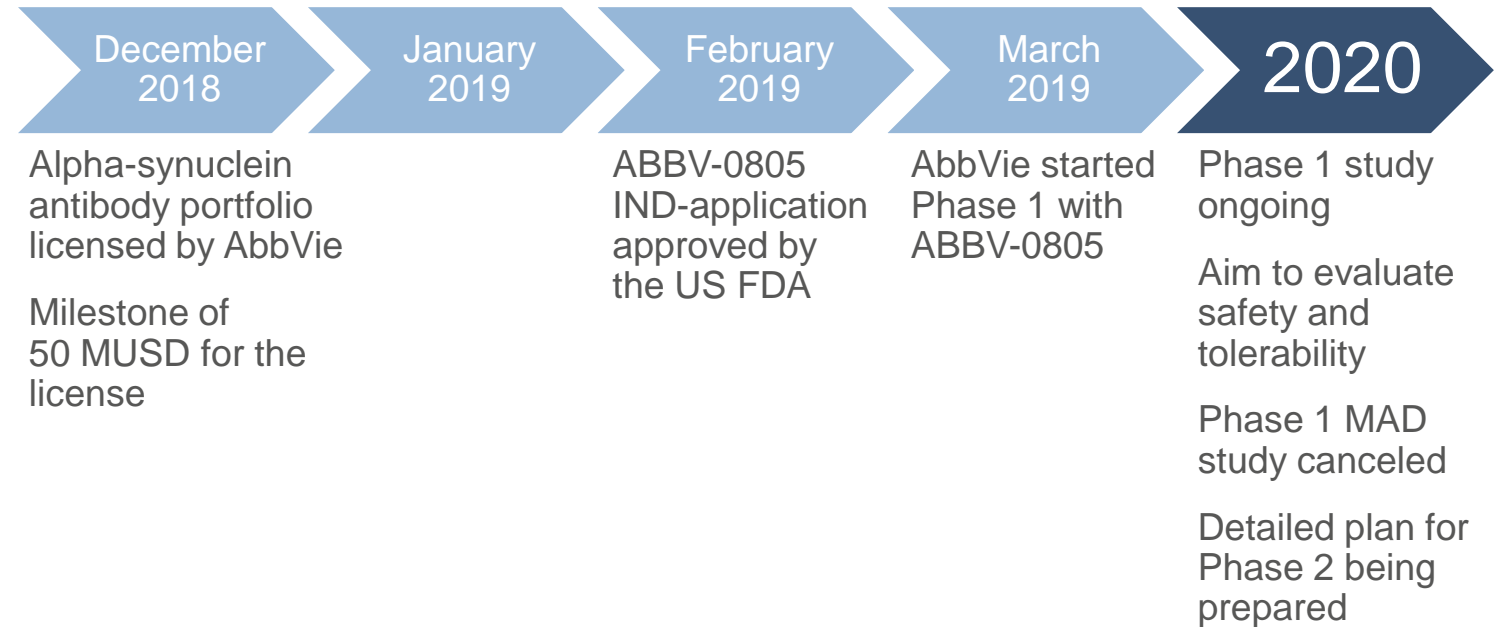 December
2018
January
2019
February
2019
March
2019
2020
Alpha-synuclein
antibody portfolio
licensed by AbbVie
Milestone of
50 MUSD for the
license
ABBV-0805
IND-application
approved by
the US FDA
AbbVie started
Phase 1 with
ABBV-0805
Phase 1 study
ongoing
Aim to evaluate
safety and
tolerability
Phase 1 MAD
study canceled
Detailed plan for
Phase 2 being
prepared